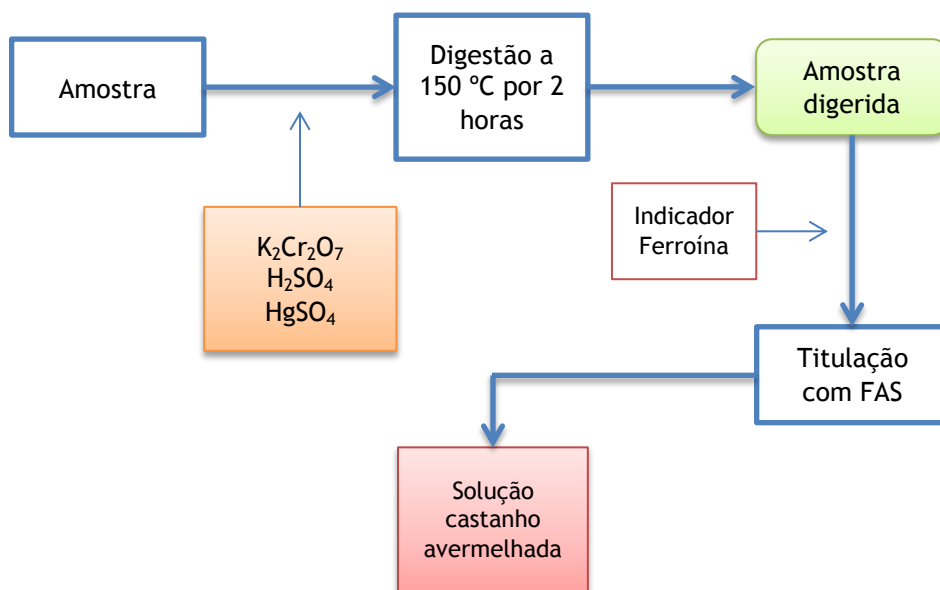 Amostra
Digestão a
150 ºC por 2
horas
Amostra
digerida
K₂Cr₂O₇
H₂SO₄
HgSO₄
Indicador
Ferroína
Titulação
com FAS
Solução
castanho
avermelhada